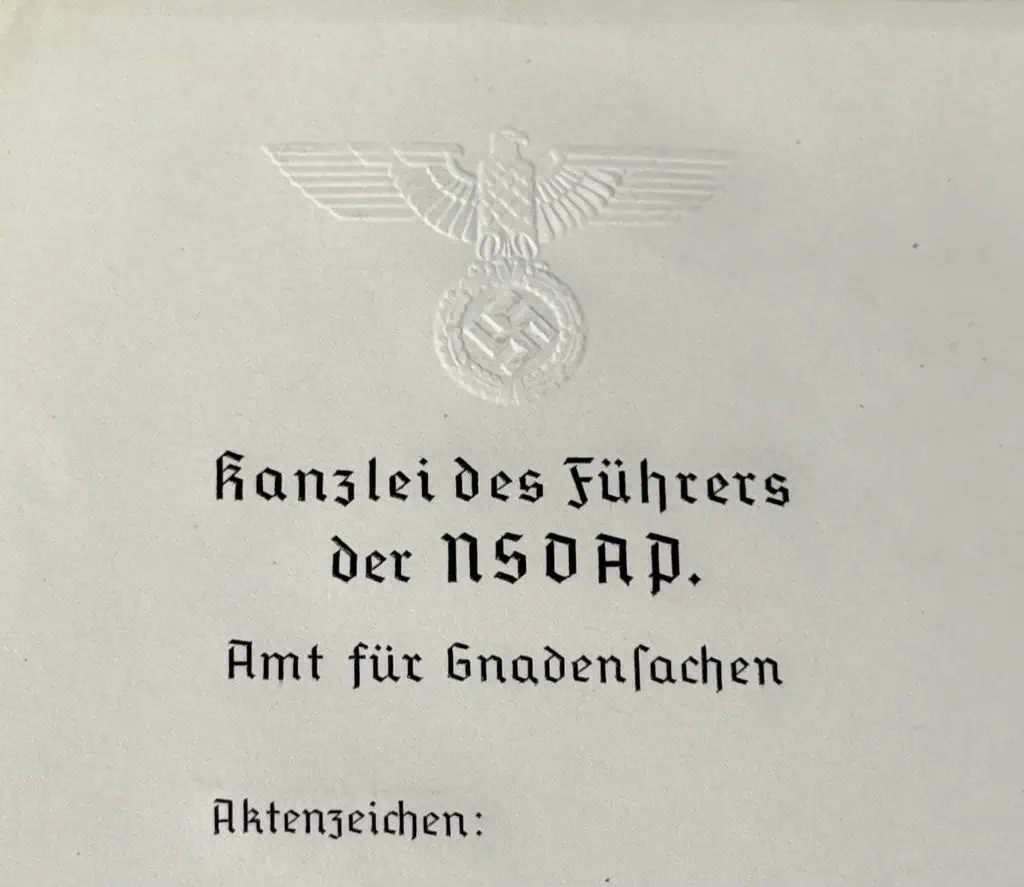 Kanzlei des Führers
der NSDAP.
Amt für Gnadenſachen
Aktenzeichen: